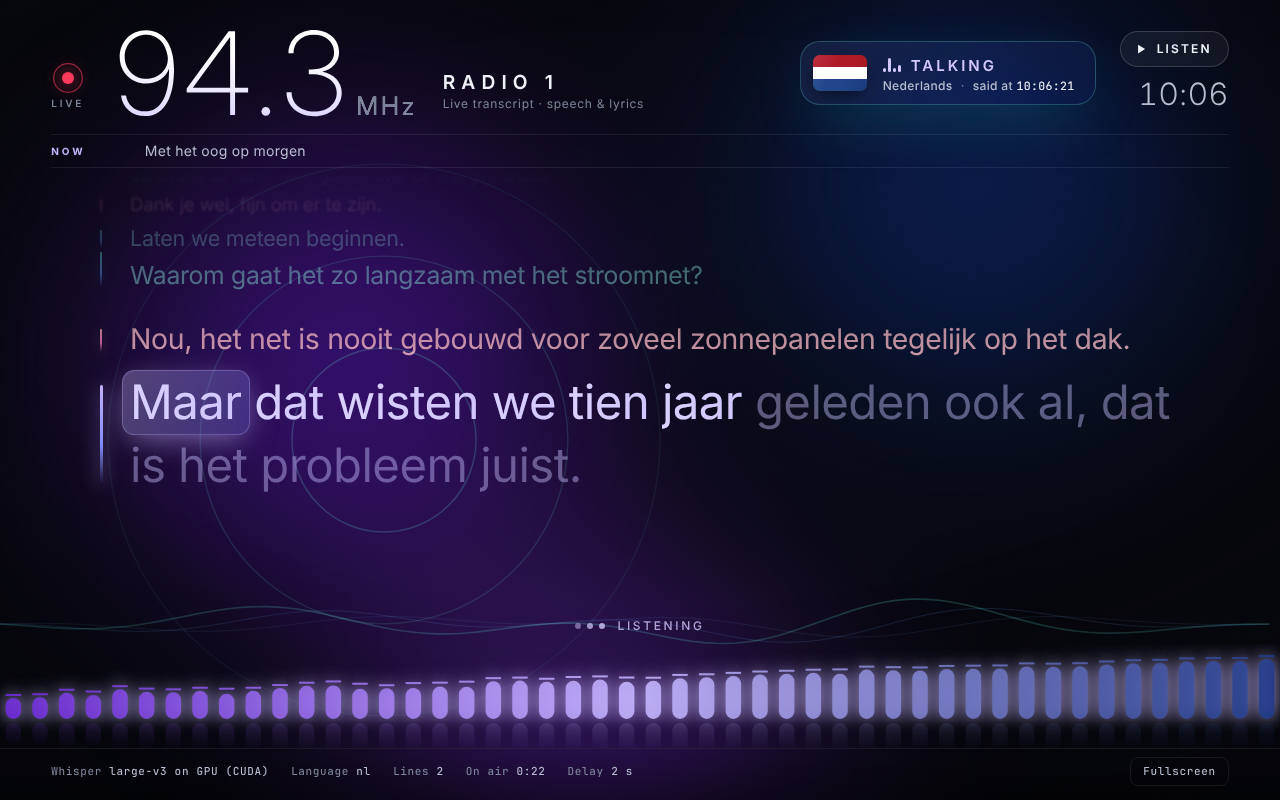 LIVE
94.3 MHz
RADIO 1
Live transcript · speech & lyrics
TALKING
Nederlands · said at 10:06:21
LISTEN
10:06
NOW
Met het oog op morgen
Dank je wel, fijn om er te zijn.
Laten we meteen beginnen.
Waarom gaat het zo langzaam met het stroomnet?
Nou, het net is nooit gebouwd voor zoveel zonnepanelen tegelijk op het dak.
Maar dat wisten we tien jaar geleden ook al, dat
is het probleem juist.
LISTENING
Whisper large-v3 on GPU (CUDA) Language nl Lines 2 On air 0:22 Delay 2 s
Fullscreen